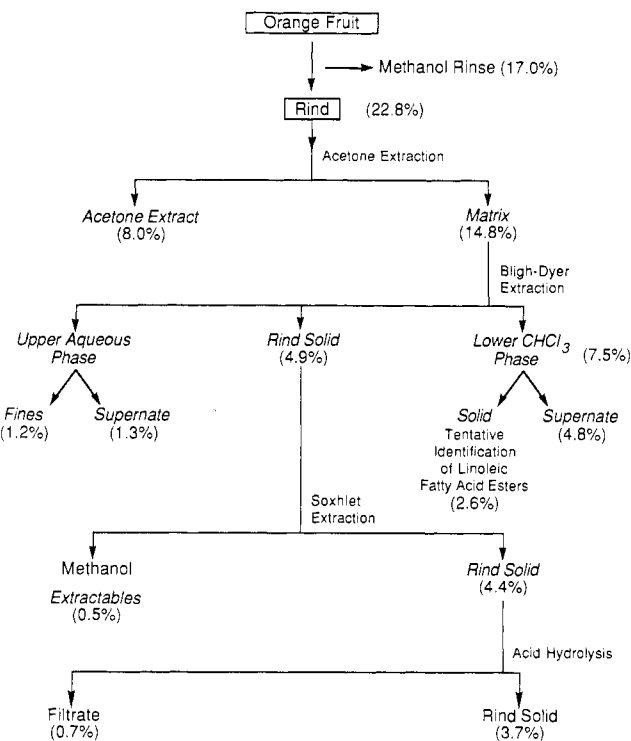 Orange Fruit
Methanol Rinse (17.0%)
Rind (22.8%)
Acetone Extraction
Acetone Extract
(8.0%)
Matrix
(14.8%)
Bligh-Dyer
Extraction
Upper Aqueous
Phase
Rind Solid
(4.9%)
Lower CHCl3
Phase (7.5%)
Fines
(1.2%)
Supernate
(1.3%)
Solid
Tentative
Identification
of Linoleic
Fatty Acid Esters
(2.6%)
Supernate
(4.8%)
Soxhlet
Extraction
Methanol
Extractables
(0.5%)
Rind Solid
(4.4%)
Acid Hydrolysis
Filtrate
(0.7%)
Rind Solid
(3.7%)